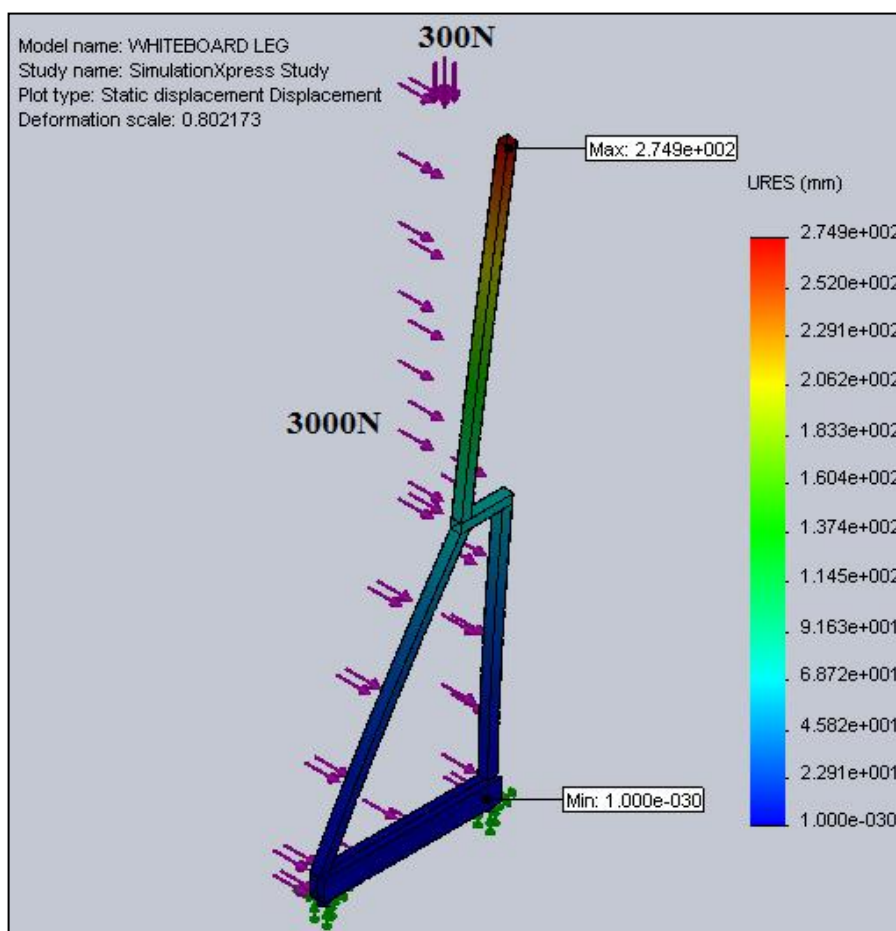 Model name: WHITEBOARD LEG
Study name: SimulationXpress Study
Plot type: Static displacement Displacement
Deformation scale: 0.802173
300N
Max: 2.749e+002
URES (mm)
2.749e+002
2.520e+002
2.291e+002
2.062e+002
1.833e+002
1.604e+002
1.374e+002
1.145e+002
9.163e+001
6.872e+001
4.582e+001
2.291e+001
1.000e-030
3000N
Min: 1.000e-030